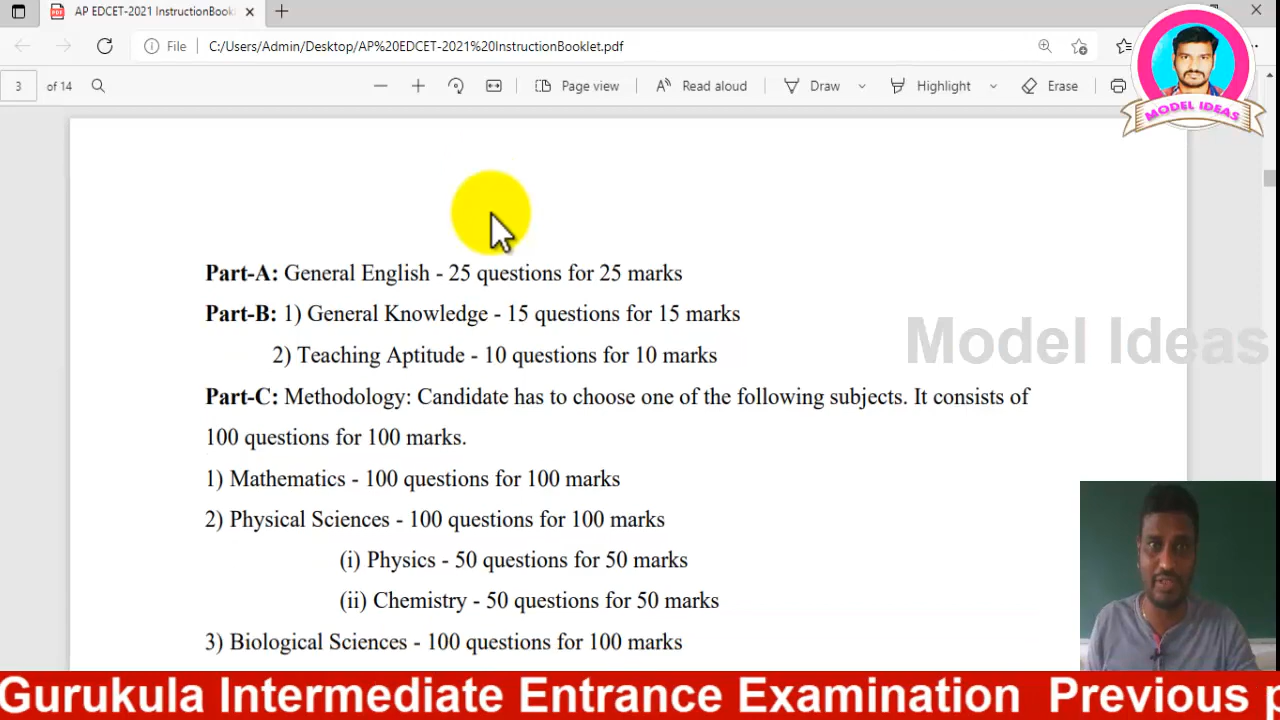 AP EDCET-2021 InstructionBook
File
C:/Users/Admin/Desktop/AP%20EDCET-2021%20InstructionBooklet.pdf
3 of 14
Page view
Read aloud
Draw
Highlight
Erase
MODEL IDEAS
Part-A: General English - 25 questions for 25 marks
Part-B: 1) General Knowledge - 15 questions for 15 marks
2) Teaching Aptitude - 10 questions for 10 marks
Model Ideas
Part-C: Methodology: Candidate has to choose one of the following subjects. It consists of
100 questions for 100 marks.
1) Mathematics - 100 questions for 100 marks
2) Physical Sciences - 100 questions for 100 marks
(i) Physics - 50 questions for 50 marks
(ii) Chemistry - 50 questions for 50 marks
3) Biological Sciences - 100 questions for 100 marks
Gurukula Intermediate Entrance Examination Previous p